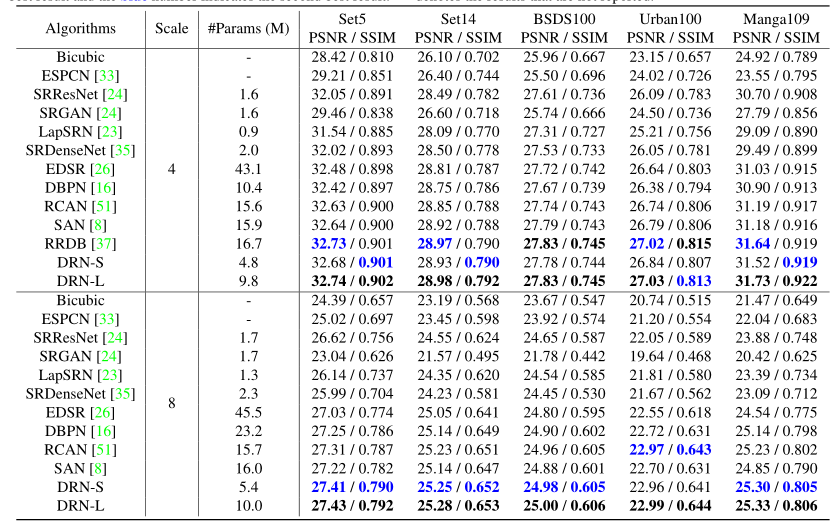 Algorithms Scale #Params (M) Set5 Set14 BSDS100 Urban100 Manga109
PSNR / SSIM PSNR / SSIM PSNR / SSIM PSNR / SSIM PSNR / SSIM
Bicubic - 28.42 / 0.810 26.10 / 0.702 25.96 / 0.667 23.15 / 0.657 24.92 / 0.789
ESPCN [33] - 29.21 / 0.851 26.40 / 0.744 25.50 / 0.696 24.02 / 0.726 23.55 / 0.795
SRResNet [24] 1.6 32.05 / 0.891 28.49 / 0.782 27.61 / 0.736 26.09 / 0.783 30.70 / 0.908
SRGAN [24] 1.6 29.46 / 0.838 26.60 / 0.718 25.74 / 0.666 24.50 / 0.736 27.79 / 0.856
LapSRN [23] 0.9 31.54 / 0.885 28.09 / 0.770 27.31 / 0.727 25.21 / 0.756 29.09 / 0.890
SRDenseNet [35] 2.0 32.02 / 0.893 28.50 / 0.778 27.53 / 0.733 26.05 / 0.781 29.49 / 0.899
EDSR [26] 4 43.1 32.48 / 0.898 28.81 / 0.787 27.72 / 0.742 26.64 / 0.803 31.03 / 0.915
DBPN [16] 10.4 32.42 / 0.897 28.75 / 0.786 27.67 / 0.739 26.38 / 0.794 30.90 / 0.913
RCAN [51] 15.6 32.63 / 0.900 28.85 / 0.788 27.74 / 0.743 26.74 / 0.806 31.19 / 0.917
SAN [8] 15.9 32.64 / 0.900 28.92 / 0.788 27.79 / 0.743 26.79 / 0.806 31.18 / 0.916
RRDB [37] 16.7 32.73 / 0.901 28.97 / 0.790 27.83 / 0.745 27.02 / 0.815 31.64 / 0.919
DRN-S 4.8 32.68 / 0.901 28.93 / 0.790 27.78 / 0.744 26.84 / 0.807 31.52 / 0.919
DRN-L 9.8 32.74 / 0.902 28.98 / 0.792 27.83 / 0.745 27.03 / 0.813 31.73 / 0.922
Bicubic - 24.39 / 0.657 23.19 / 0.568 23.67 / 0.547 20.74 / 0.515 21.47 / 0.649
ESPCN [33] - 25.02 / 0.697 23.45 / 0.598 23.92 / 0.574 21.20 / 0.554 22.04 / 0.683
SRResNet [24] 1.7 26.62 / 0.756 24.55 / 0.624 24.65 / 0.587 22.05 / 0.589 23.88 / 0.748
SRGAN [24] 1.7 23.04 / 0.626 21.57 / 0.495 21.78 / 0.442 19.64 / 0.468 20.42 / 0.625
LapSRN [23] 1.3 26.14 / 0.737 24.35 / 0.620 24.54 / 0.585 21.81 / 0.580 23.39 / 0.734
SRDenseNet [35] 2.3 25.99 / 0.704 24.23 / 0.581 24.45 / 0.530 21.67 / 0.562 23.09 / 0.712
EDSR [26] 8 45.5 27.03 / 0.774 25.05 / 0.641 24.80 / 0.595 22.55 / 0.618 24.54 / 0.775
DBPN [16] 23.2 27.25 / 0.786 25.14 / 0.649 24.90 / 0.602 22.72 / 0.631 25.14 / 0.798
RCAN [51] 15.7 27.31 / 0.787 25.23 / 0.651 24.96 / 0.605 22.97 / 0.643 25.23 / 0.802
SAN [8] 16.0 27.22 / 0.782 25.14 / 0.647 24.88 / 0.601 22.70 / 0.631 24.85 / 0.790
DRN-S 5.4 27.41 / 0.790 25.25 / 0.652 24.98 / 0.605 22.96 / 0.641 25.30 / 0.805
DRN-L 10.0 27.43 / 0.792 25.28 / 0.653 25.00 / 0.606 22.99 / 0.644 25.33 / 0.806